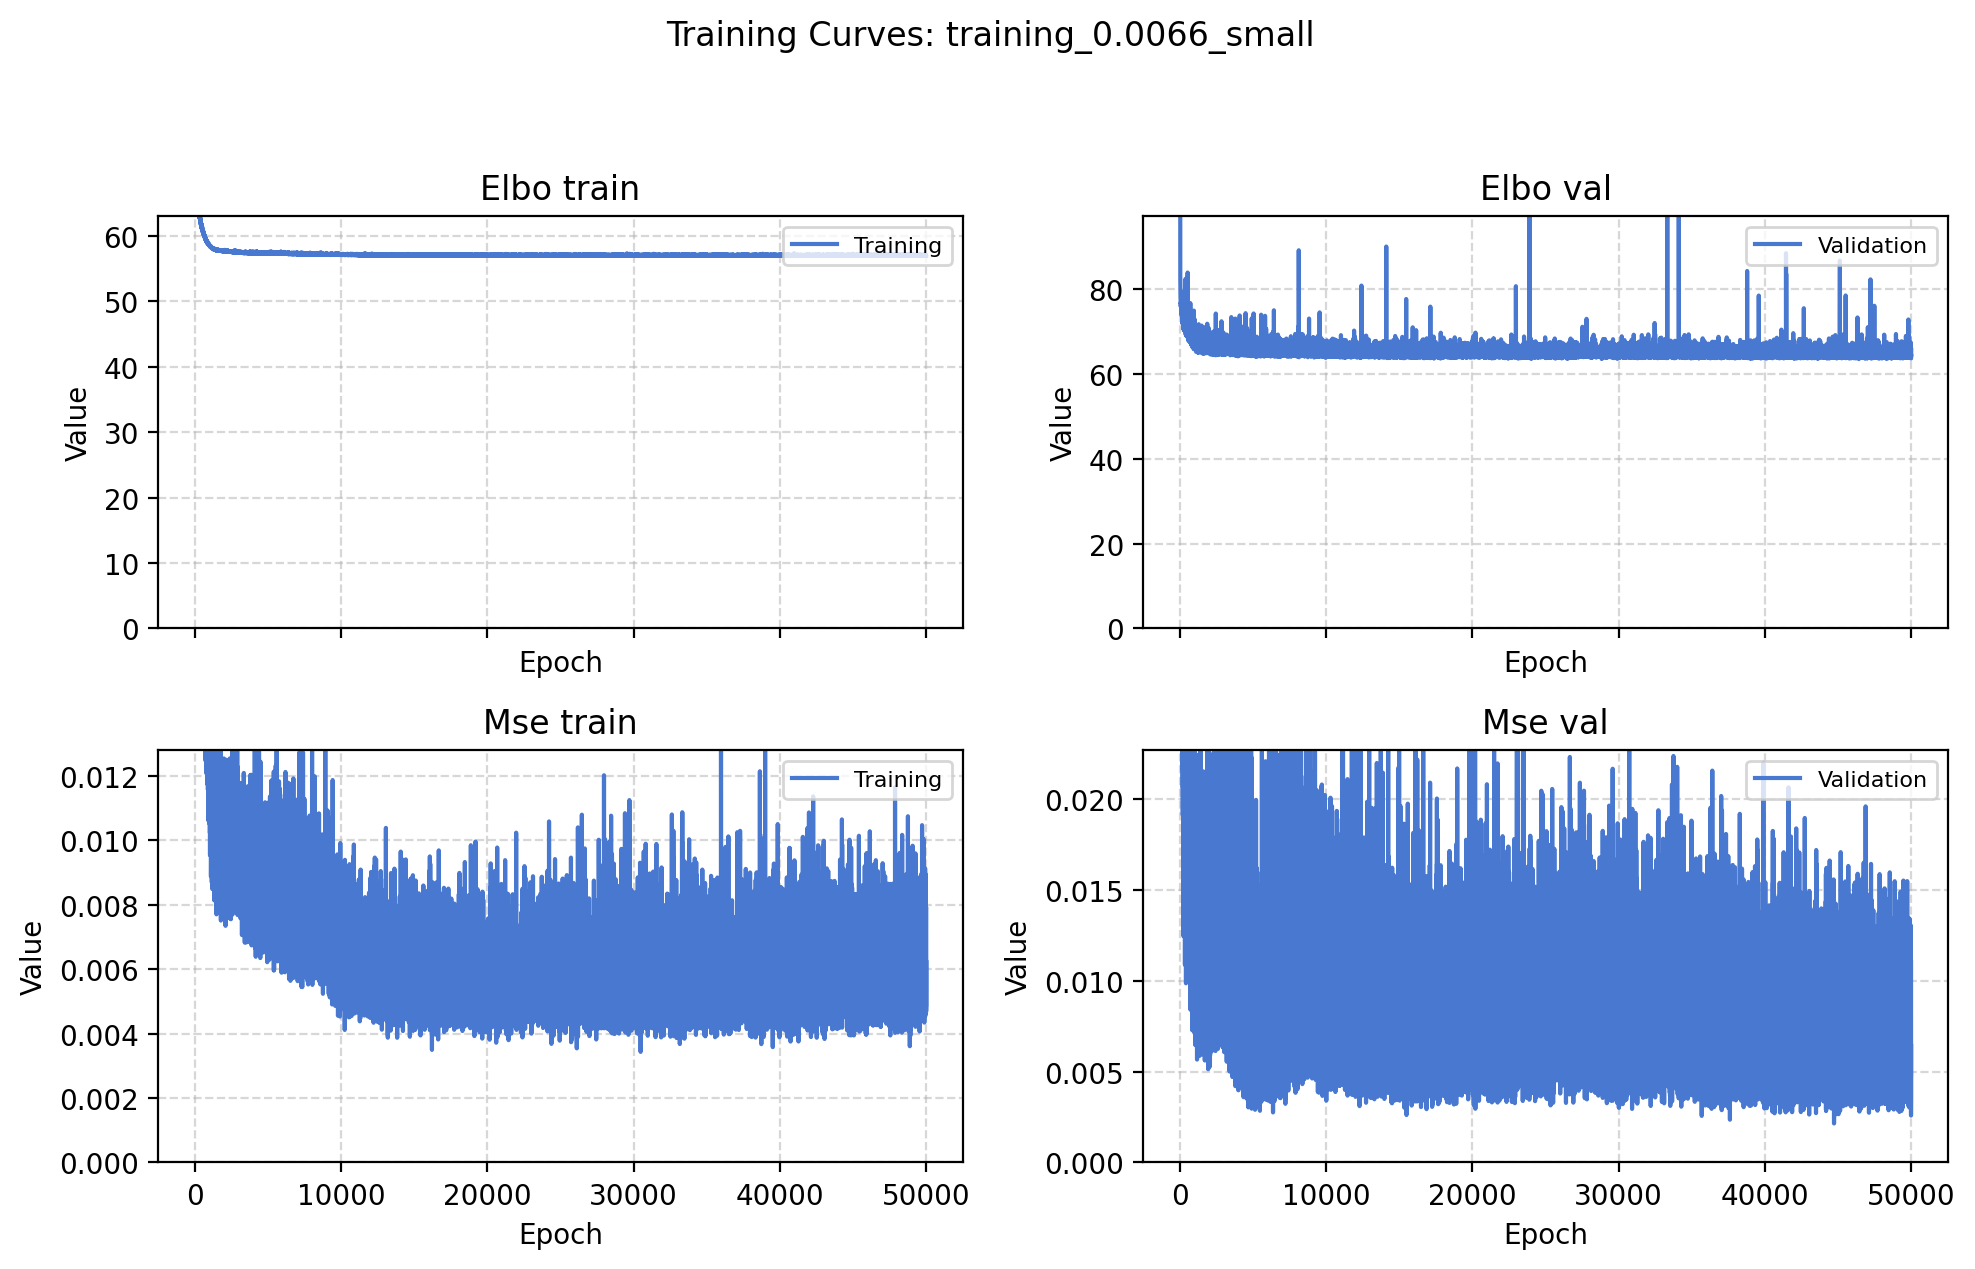 Training Curves: training_0.0066_small
Elbo train
Elbo val
60
50
40
30
20
10
0
Value
Training
Epoch
80
60
40
20
0
Value
Validation
Epoch
Mse train
Mse val
0.012
0.010
0.008
0.006
0.004
0.002
0.000
Value
Training
0 10000 20000 30000 40000 50000
Epoch
0.020
0.015
0.010
0.005
0.000
Value
Validation
0 10000 20000 30000 40000 50000
Epoch